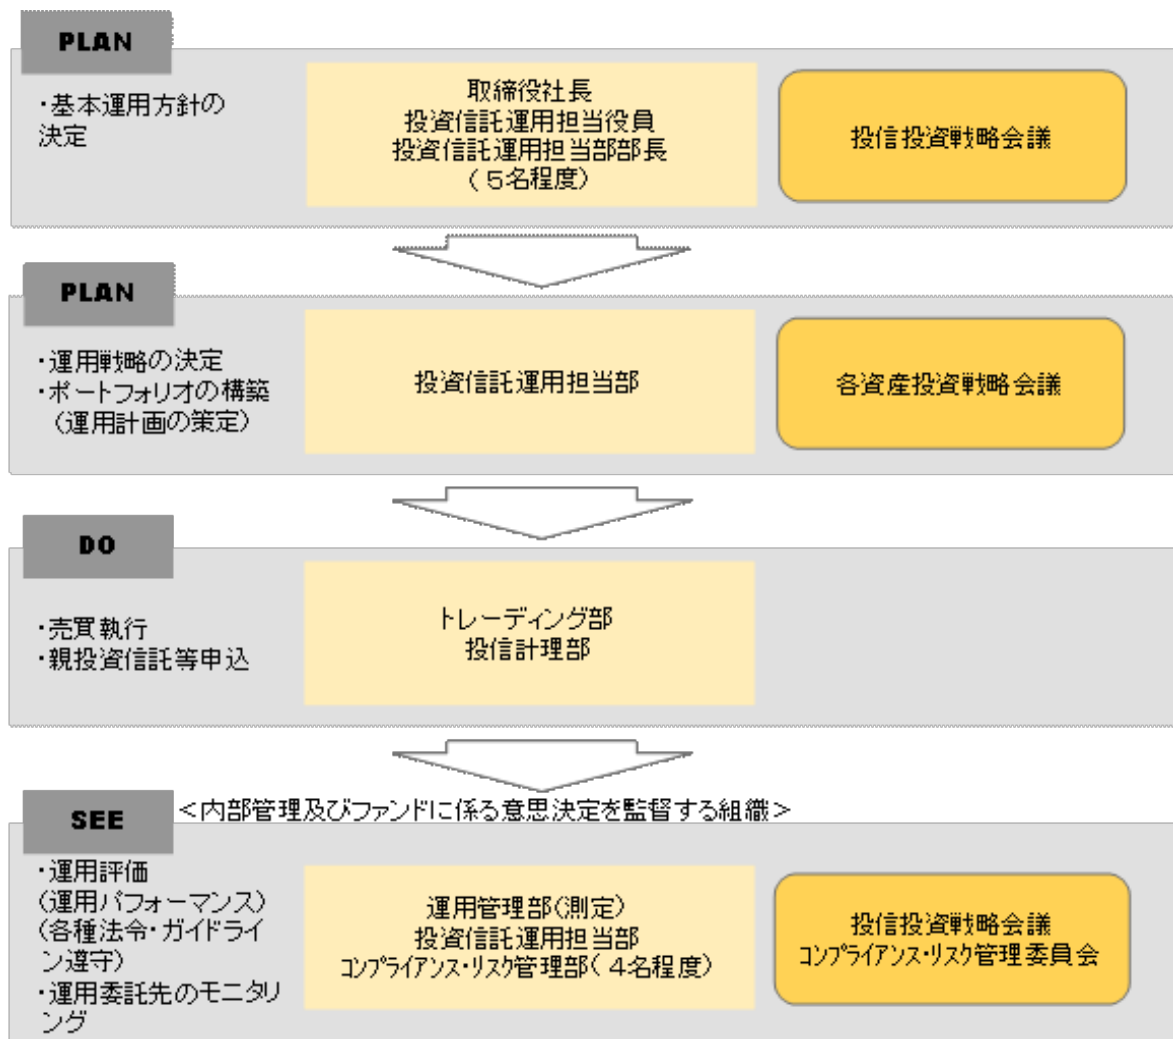 PLAN
・基本運用方針の
決定
取締役社長
投資信託運用担当役員
投資信託運用担当部部長
(５名程度)
投信投資戦略会議
PLAN
・運用戦略の決定
・ポートフォリオの構築
(運用計画の策定)
投資信託運用担当部
各資産投資戦略会議
DO
・売買執行
・親投資信託等申込
トレーディング部
投信計理部
SEE
＜内部管理及びファンドに係る意思決定を監督する組織＞
・運用評価
(運用パフォーマンス)
(各種法令・ガイドライ
ン遵守)
・運用委託先のモニタリ
ング
運用管理部(測定)
投資信託運用担当部
コンプライアンス・リスク管理部(４名程度)
投信投資戦略会議
コンプライアンス・リスク管理委員会